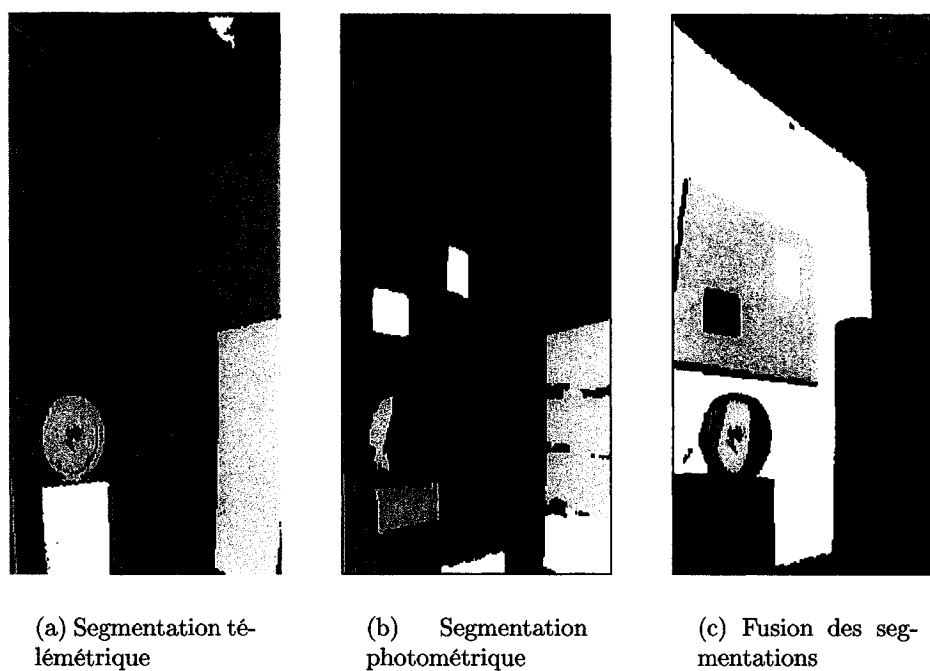 (a) Segmentation té-
lémétrique
(b) Segmentation
photométrique
(c) Fusion des seg-
mentations